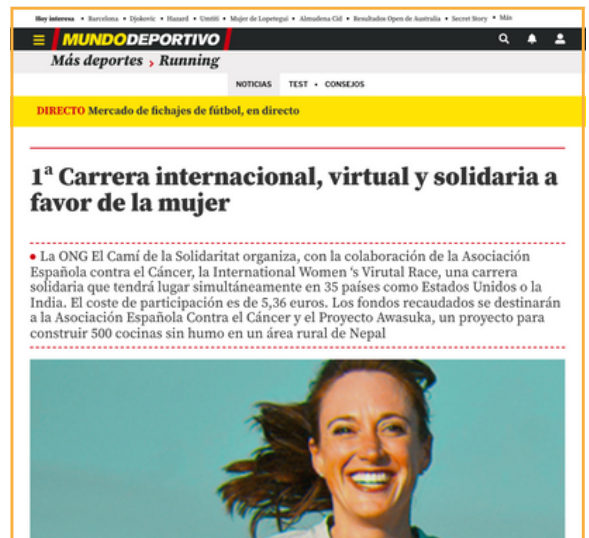 Hoy interesa • Barcelona • Djokovic • Hazard • Umtiti • Mujer de Lopetegui • Almudena Cid • Resultados Open de Australia • Secret Story • Más
MUNDODEPORTIVO
Más deportes › Running
NOTICIAS TEST + CONSEJOS
DIRECTO Mercado de fichajes de fútbol, en directo
1ª Carrera internacional, virtual y solidaria a
favor de la mujer
• La ONG El Camí de la Solidaritat organiza, con la colaboración de la Asociación
Española contra el Cáncer, la International Women ‘s Virutal Race, una carrera
solidaria que tendrá lugar simultáneamente en 35 países como Estados Unidos o la
India. El coste de participación es de 5,36 euros. Los fondos recaudados se destinarán
a la Asociación Española Contra el Cáncer y el Proyecto Awasuka, un proyecto para
construir 500 cocinas sin humo en un área rural de Nepal